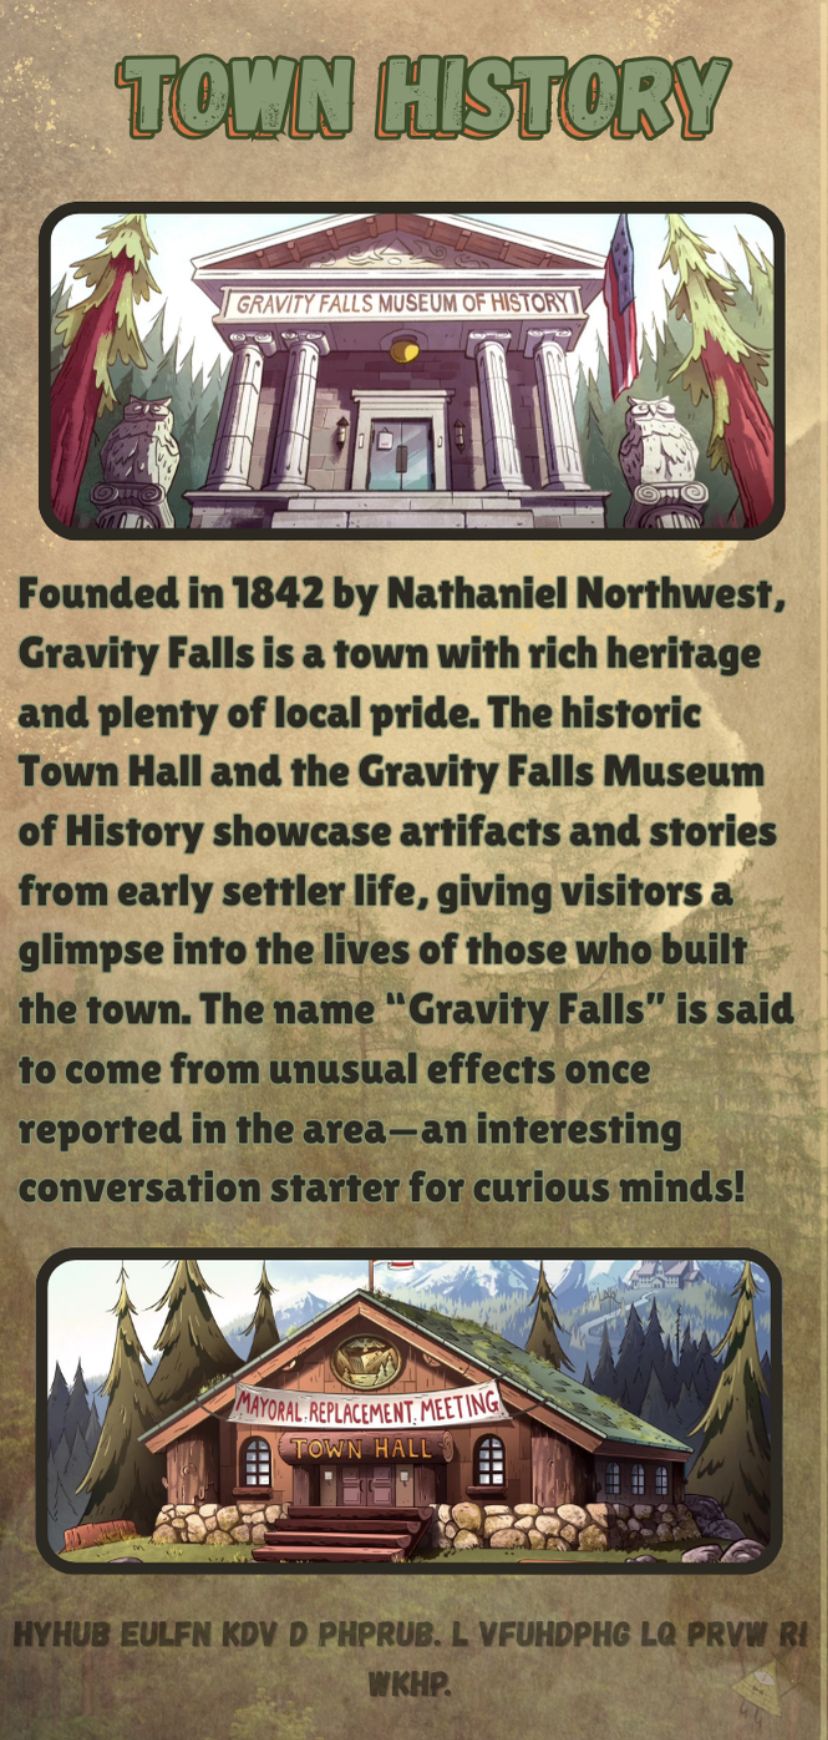 TOWN HISTORY
GRAVITY FALLS MUSEUM OF HISTORY
Founded in 1842 by Nathaniel Northwest,
Gravity Falls is a town with rich heritage
and plenty of local pride. The historic
Town Hall and the Gravity Falls Museum
of History showcase artifacts and stories
from early settler life, giving visitors a
glimpse into the lives of those who built
the town. The name “Gravity Falls” is said
to come from unusual effects once
reported in the area—an interesting
conversation starter for curious minds!
MAYORAL REPLACEMENT MEETING
TOWN HALL
HYHUB EULFN KDV D PHPRUB. L VFUHDPHG LQ PRVW RI
WKHP.